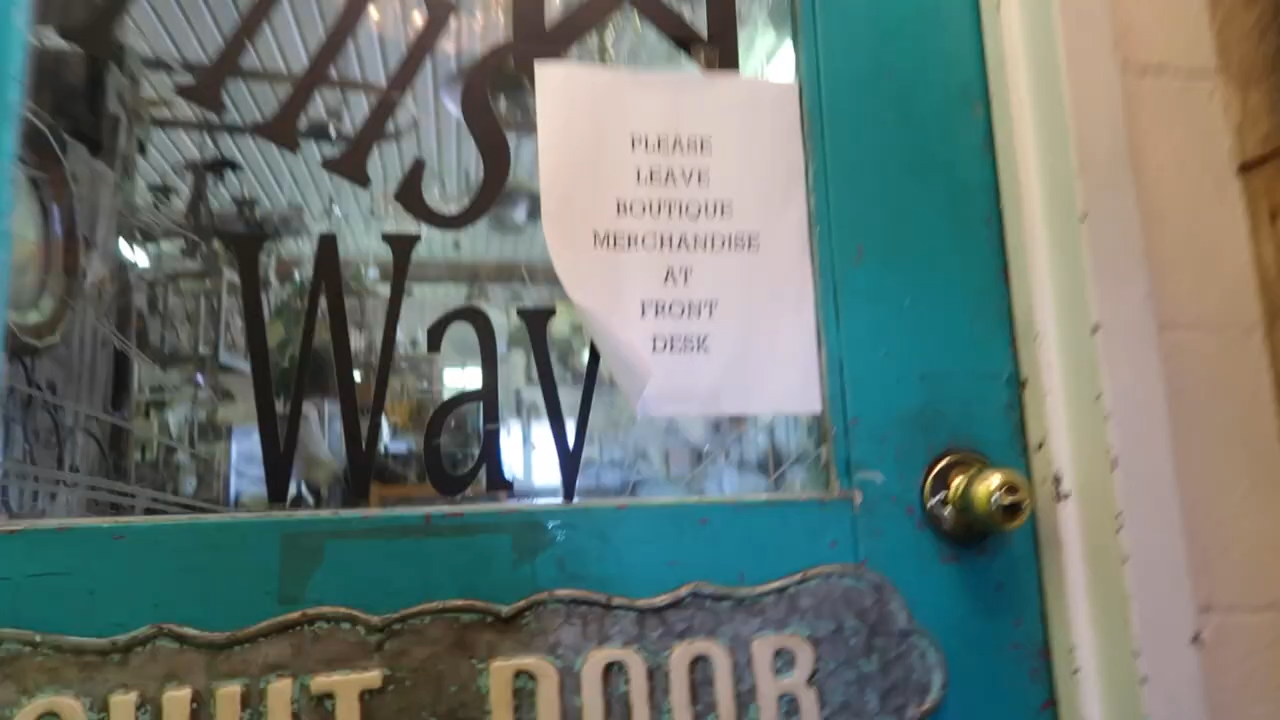 Way
PLEASE
LEAVE
BOUTIQUE
MERCHANDISE
AT
FRONT
DESK
SHUT DOOR